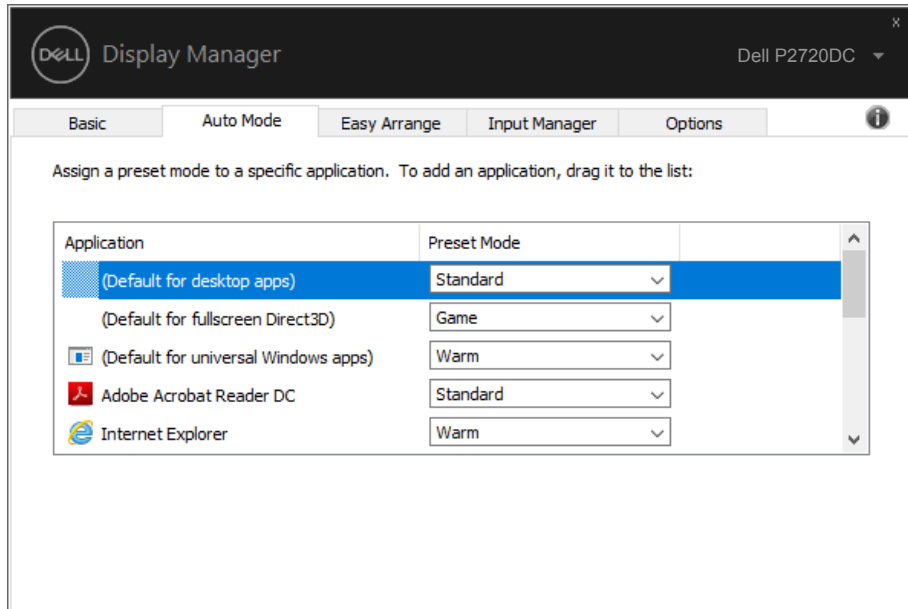 x
DELL Display Manager Dell P2720DC
Basic Auto Mode Easy Arrange Input Manager Options
Assign a preset mode to a specific application. To add an application, drag it to the list:
Application Preset Mode
(Default for desktop apps) Standard
(Default for fullscreen Direct3D) Game
(Default for universal Windows apps) Warm
Adobe Acrobat Reader DC Standard
Internet Explorer Warm